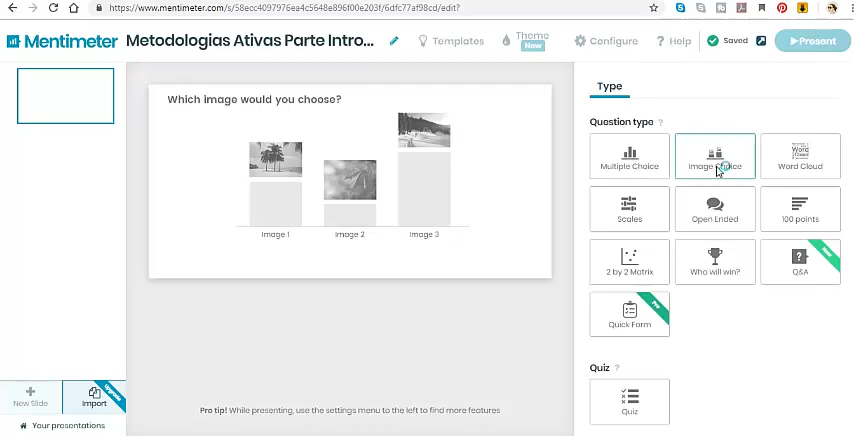 https://www.mentimeter.com/s/58ecc4097976ea4c5648e896f00e203f/6dfc77af98cd/edit?
Mentimeter
Metodologias Ativas Parte Intro...
Templates
Theme
New
Configure
? Help
Saved
Present
Which image would you choose?
Image 1
Image 2
Image 3
Pro tip! While presenting, use the settings menu to the left to find more features
New Slide
Import
Upgrade
Your presentations
Type
Question type ?
Multiple Choice
Image Choice
Word Cloud
Word
Cloud
Scales
Open Ended
100 points
2 by 2 Matrix
Who will win?
Q&A
New
Quick Form
Pro
Quiz ?
Quiz